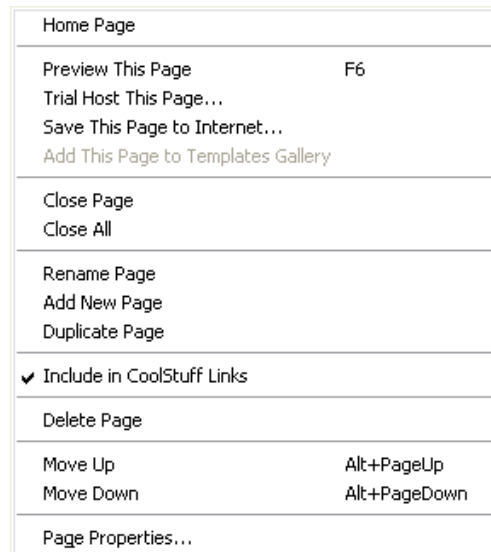 Home Page
Preview This Page F6
Trial Host This Page...
Save This Page to Internet...
Add This Page to Templates Gallery
Close Page
Close All
Rename Page
Add New Page
Duplicate Page
Include in CoolStuff Links
Delete Page
Move Up Alt+PageUp
Move Down Alt+PageDown
Page Properties...